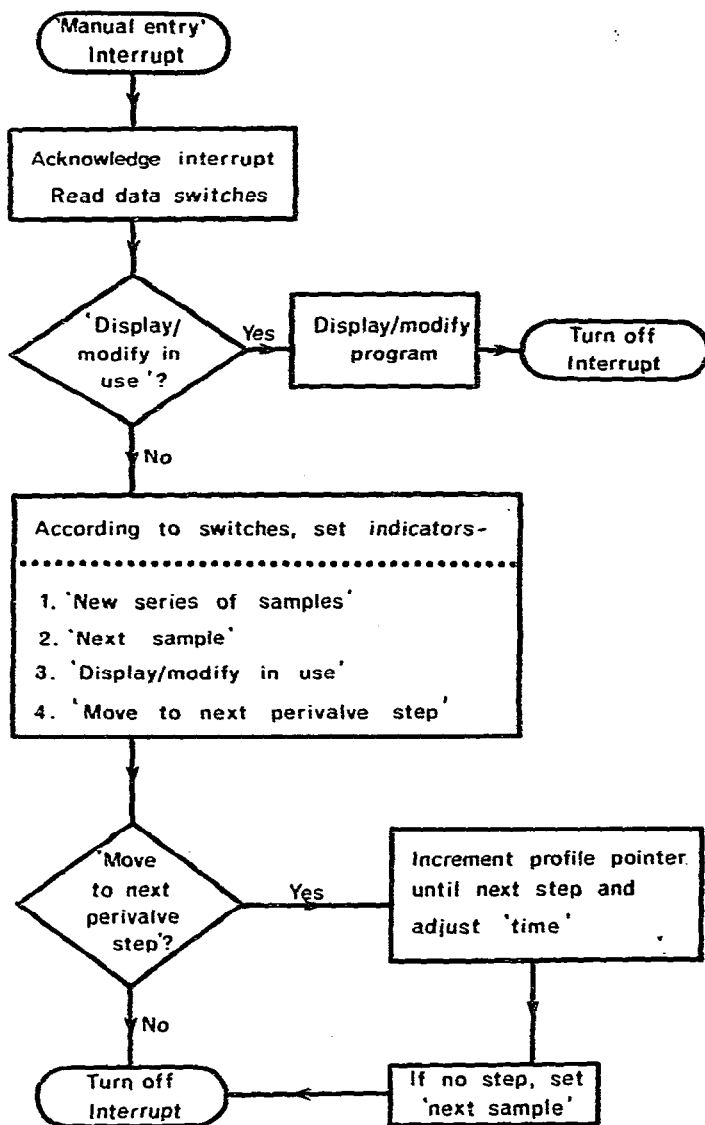 'Manual entry'
Interrupt
Acknowledge interrupt
Read data switches
'Display/
modify in
use'?
Yes
Display/modify
program
Turn off
Interrupt
No
According to switches, set indicators-
1. 'New series of samples'
2. 'Next sample'
3. 'Display/modify in use'
4. 'Move to next perivalve step'
'Move
to next
perivalve
step'?
Yes
Increment profile pointer
until next step and
adjust 'time'
No
Turn off
Interrupt
If no step, set
'next sample'